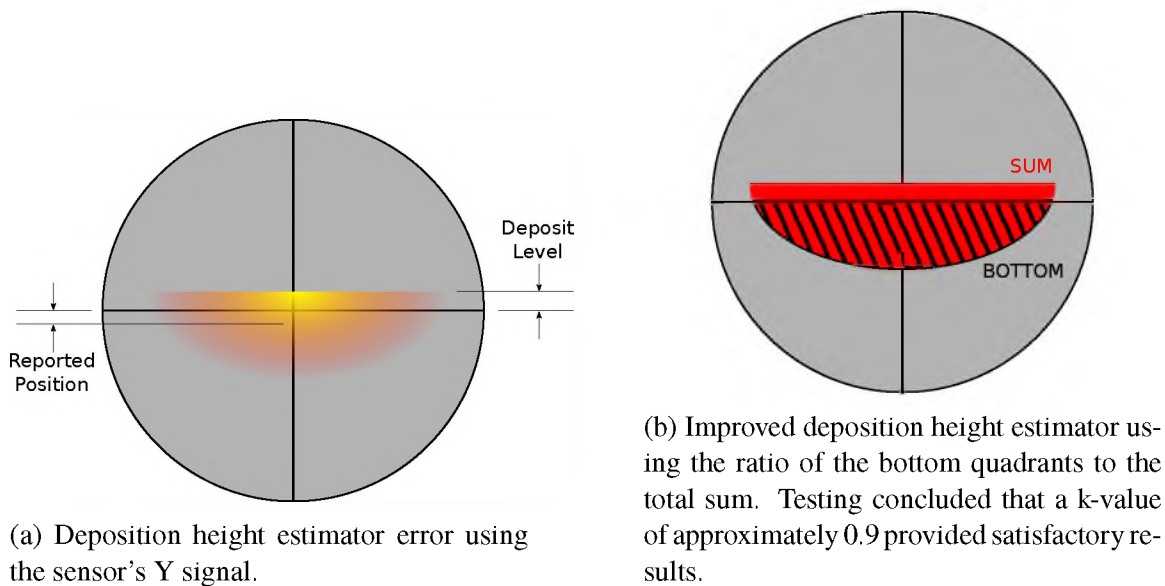 Deposit
Level
Reported
Position
(a) Deposition height estimator error using
the sensor's Y signal.
SUM
BOTTOM
(b) Improved deposition height estimator us-
ing the ratio of the bottom quadrants to the
total sum. Testing concluded that a k-value
of approximately 0.9 provided satisfactory re-
sults.